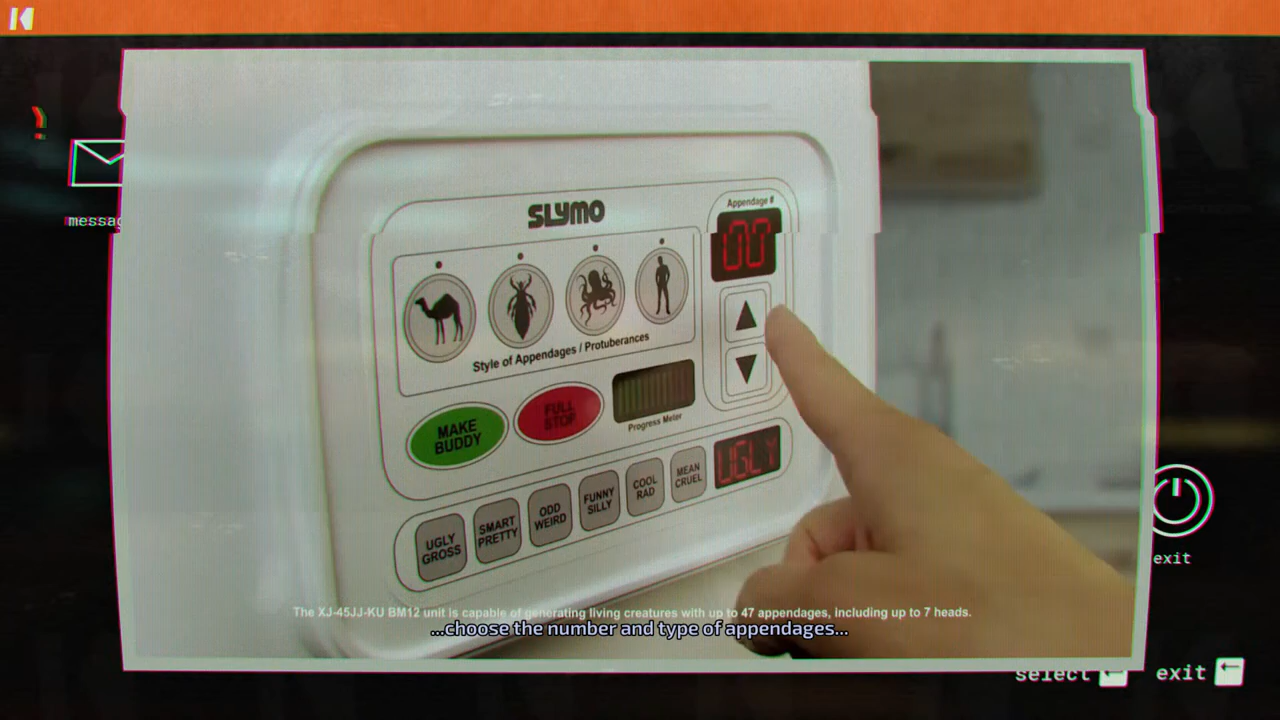 messag
SLYMO
Appendage #
00
Style of Appendages / Protuberances
MAKE
BUDDY
FULL
STOP
Progress Meter
UGLY
GROSS
SMART
PRETTY
ODD
WEIRD
FUNNY
SILLY
COOL
RAD
MEAN
CRUEL
UGLY
exit
The XJ-45JJ-KU BM12 unit is capable of generating living creatures with up to 47 appendages, including up to 7 heads.
...choose the number and type of appendages...
select
exit